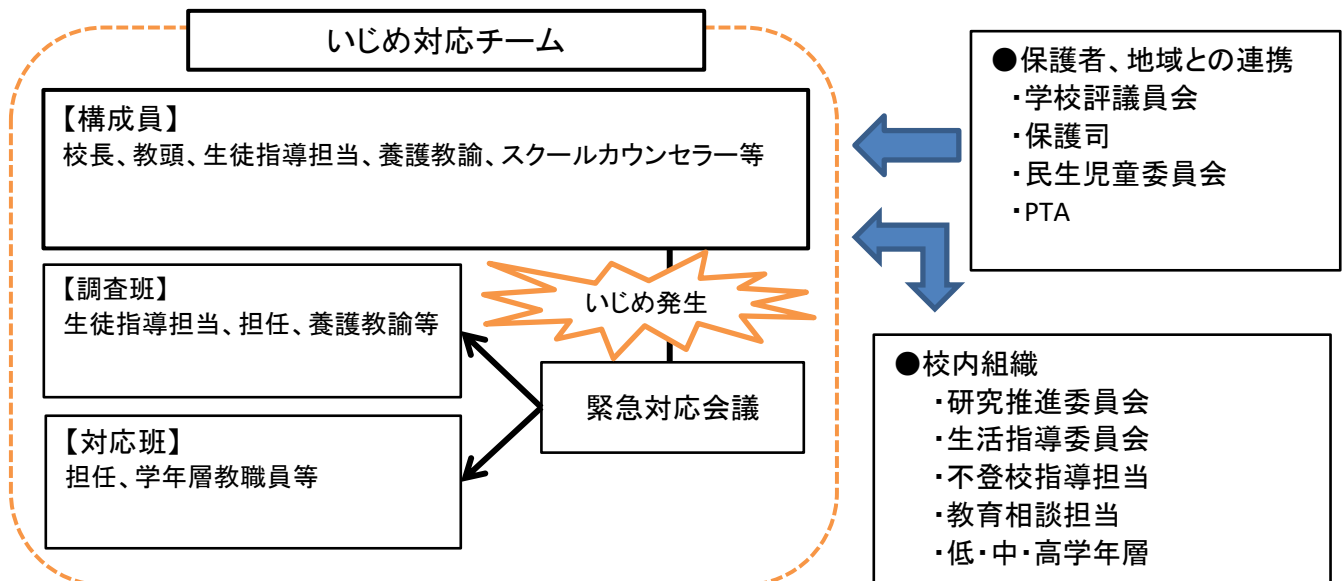 いじめ対応チーム
【構成員】
校長、教頭、生徒指導担当、養護教諭、スクールカウンセラー等
いじめ発生
【調査班】
生徒指導担当、担任、養護教諭等
緊急対応会議
【対応班】
担任、学年層教職員等
●保護者、地域との連携
・学校評議員会
・保護司
・民生児童委員会
・PTA
●校内組織
・研究推進委員会
・生活指導委員会
・不登校指導担当
・教育相談担当
・低・中・高学年層